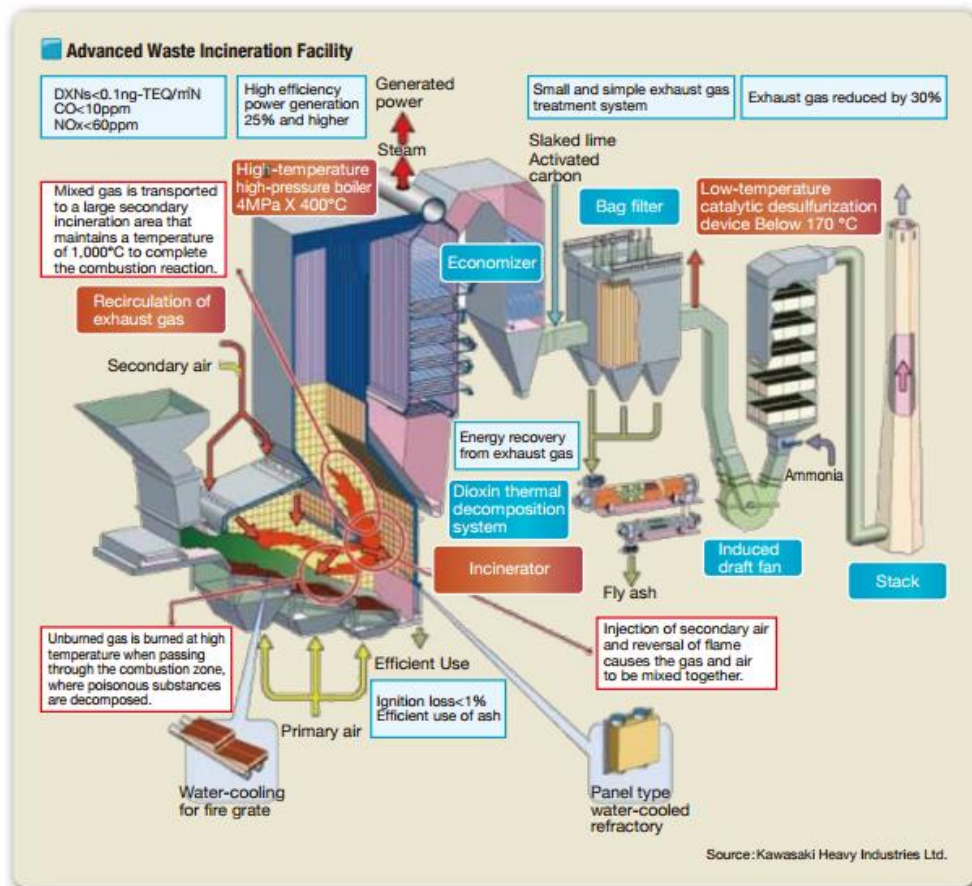 Advanced Waste Incineration Facility
DXNs<0.1ng-TEQ/㎥N
CO<10ppm
NOx<60ppm
High efficiency
power generation
25% and higher
Generated
power
Steam
Small and simple exhaust gas
treatment system
Exhaust gas reduced by 30%
Slaked lime
Activated
carbon
Mixed gas is transported
to a large secondary
incineration area that
maintains a temperature
of 1,000°C to complete
the combustion reaction.
High-temperature
high-pressure boiler
4MPa X 400°C
Bag filter
Low-temperature
catalytic desulfurization
device Below 170 °C
Economizer
Recirculation of
exhaust gas
Secondary air
Energy recovery
from exhaust gas
Ammonia
Dioxin thermal
decomposition
system
Incinerator
Induced
draft fan
Stack
Fly ash
Unburned gas is burned at high
temperature when passing
through the combustion zone,
where poisonous substances
are decomposed.
Efficient Use
Injection of secondary air
and reversal of flame
causes the gas and air
to be mixed together.
Ignition loss<1%
Efficient use of ash
Primary air
Water-cooling
for fire grate
Panel type
water-cooled
refractory
Source:Kawasaki Heavy Industries Ltd.